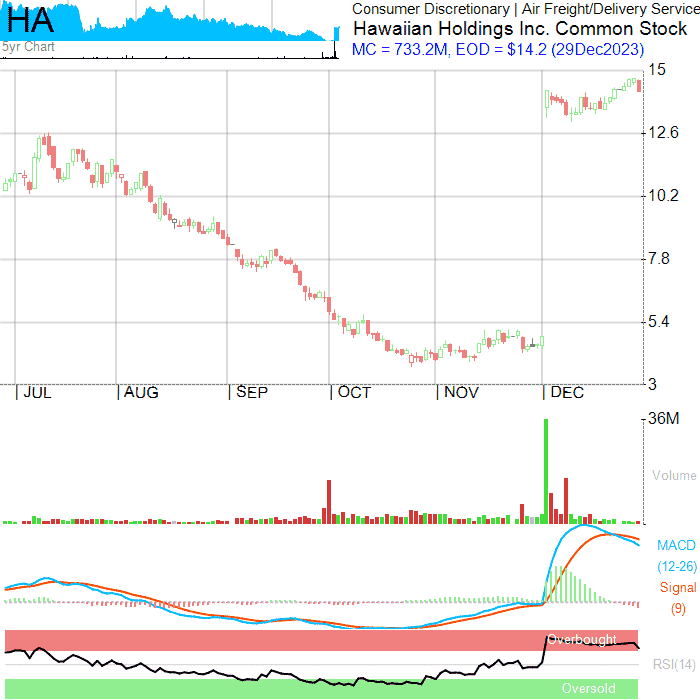 HA
5yr Chart
Consumer Discretionary | Air Freight/Delivery Service
Hawaiian Holdings Inc. Common Stock
MC = 733.2M, EOD = $14.2 (29Dec2023)
15
12.6
10.2
7.8
5.4
3
| JUL | AUG | SEP | OCT | NOV | DEC
36M
Volume
MACD
(12-26)
Signal
(9)
Overbought
RSI(14)
Oversold